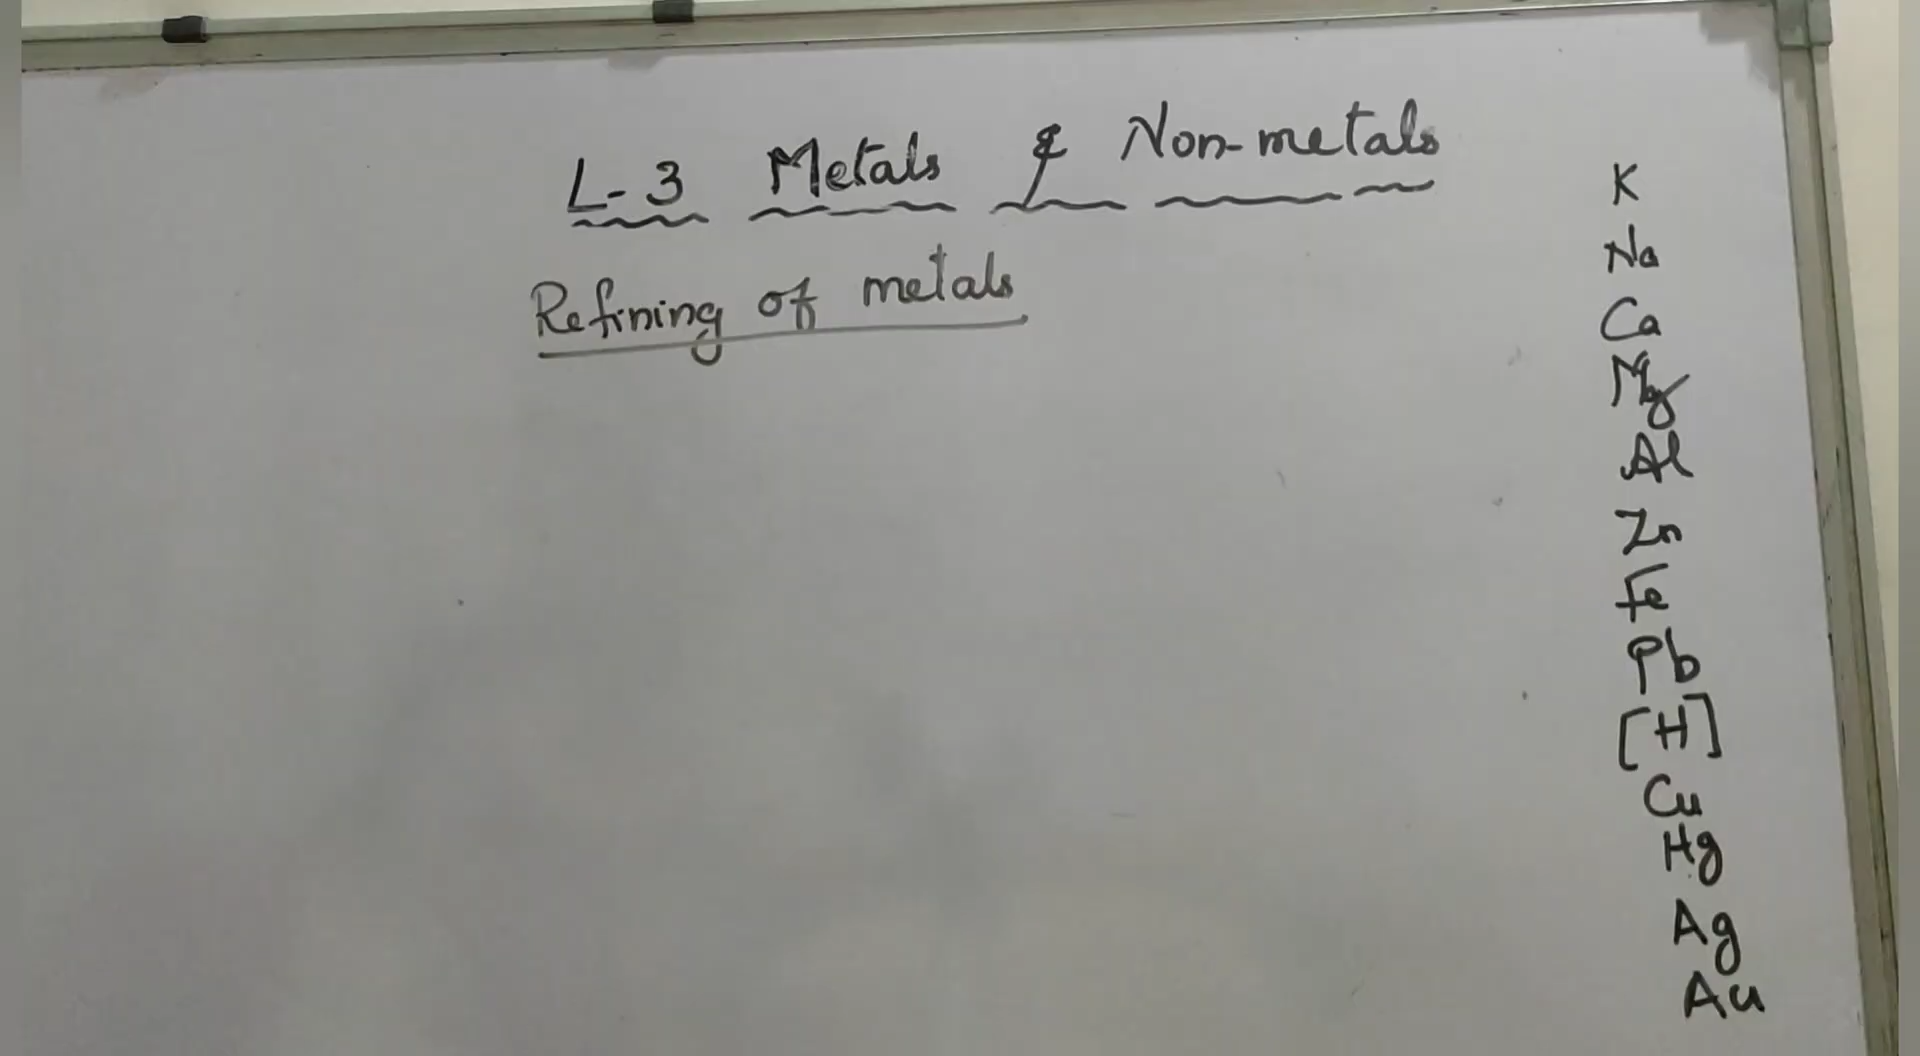 L-3 Metals & Non-metals
Refining of metals
K
Na
Ca
Mg
Al
Zn
Fe
Pb
[H]
Cu
Hg
Ag
Au